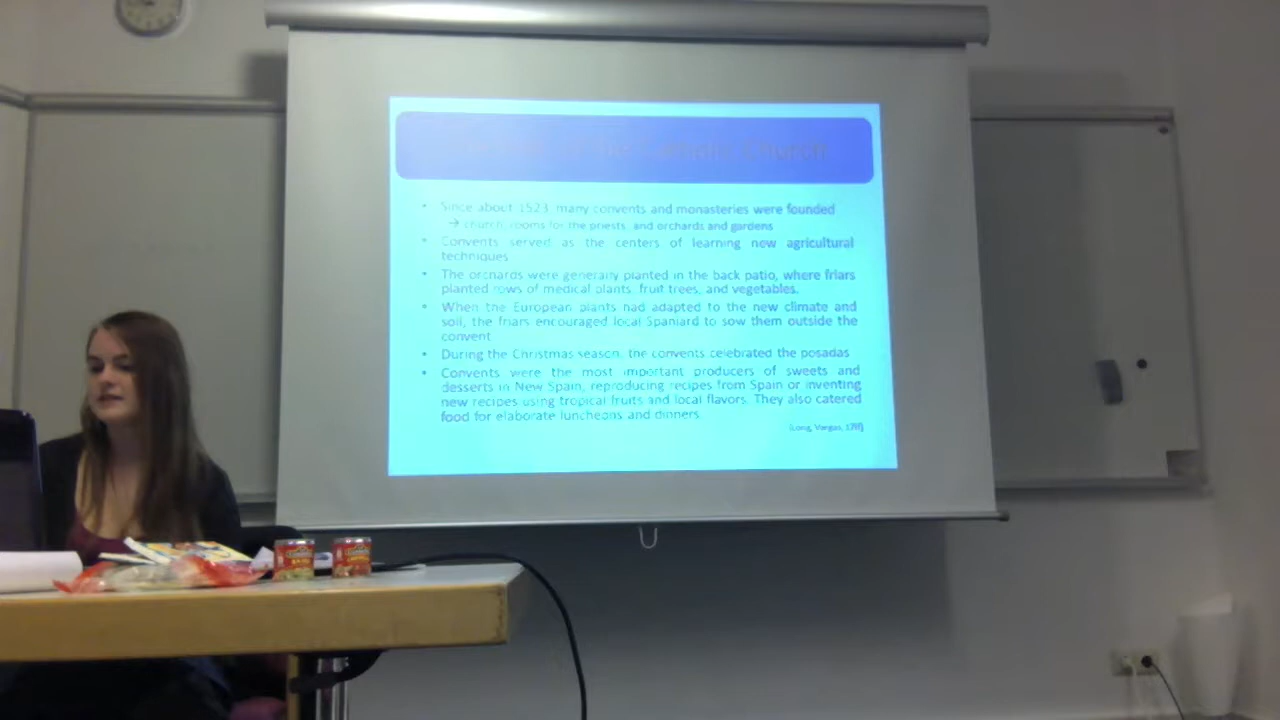 the Catholic Church
Since about 1523, many convents and monasteries were founded
→ church, rooms for the priests, and orchards and gardens
Convents served as the centers of learning new agricultural
techniques
The orchards were generally planted in the back patio, where friars
planted rows of medical plants, fruit trees, and vegetables.
When the European plants had adapted to the new climate and
soil, the friars encouraged local Spaniard to sow them outside the
convent
During the Christmas season, the convents celebrated the posadas
Convents were the most important producers of sweets and
desserts in New Spain, reproducing recipes from Spain or inventing
new recipes using tropical fruits and local flavors. They also catered
food for elaborate luncheons and dinners.
(Long, Vargas,